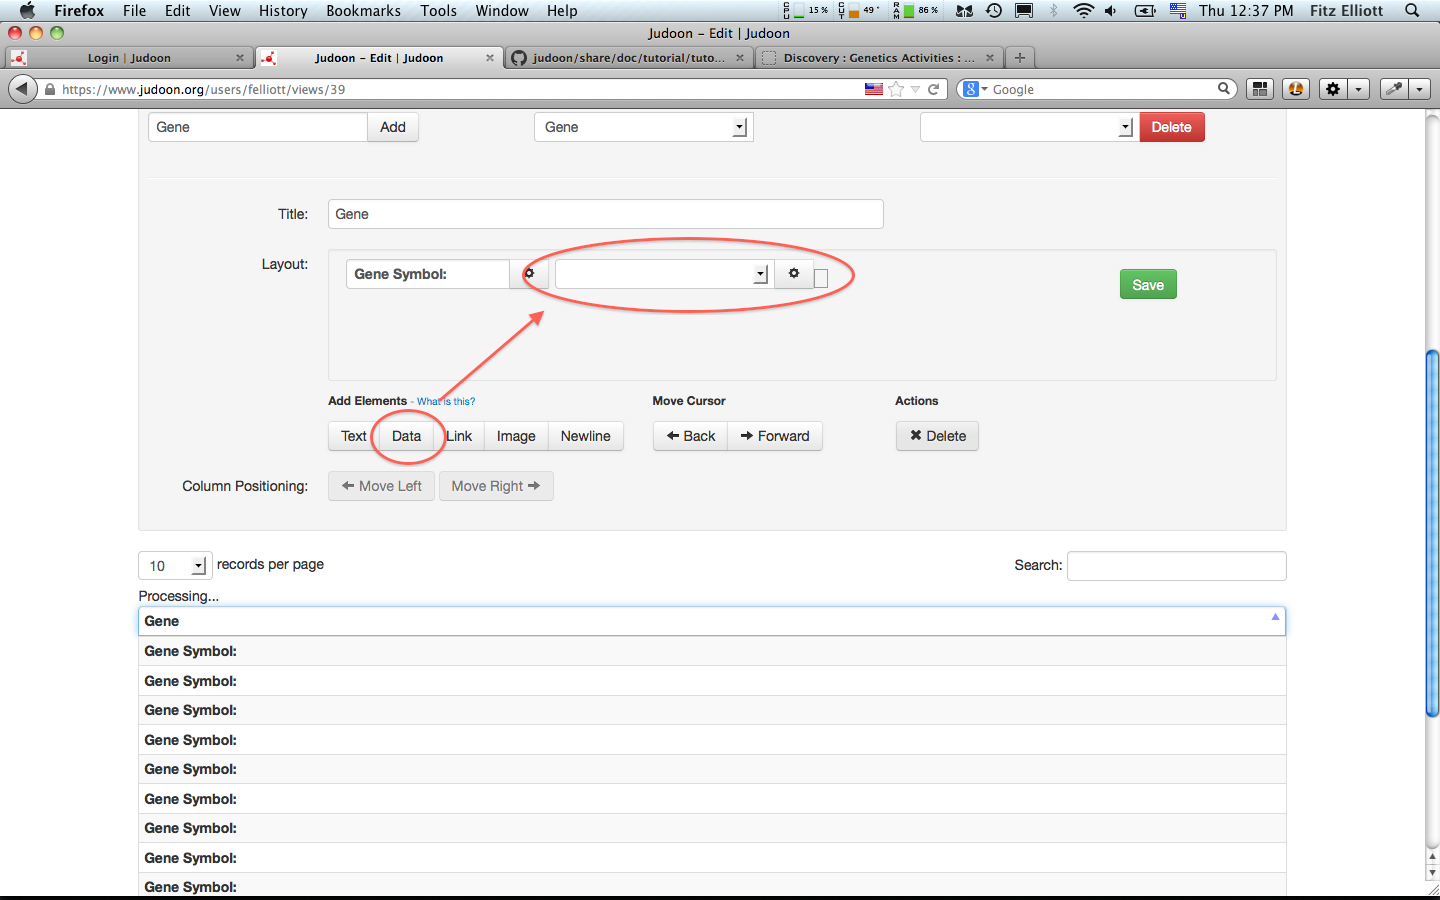 Firefox File Edit View History Bookmarks Tools Window Help 15% 49° 86% Thu 12:37 PM Fitz Elliott
Judoon - Edit | Judoon
Login | Judoon Judoon - Edit | Judoon judoon/share/doc/tutorial/tuto... Discovery : Genetics Activities : ...
https://www.judoon.org/users/felliott/views/39 Google
Gene Add Gene Delete
Title: Gene
Layout: Gene Symbol:
Save
Add Elements - What is this? Move Cursor Actions
Text Data Link Image Newline Back Forward Delete
Column Positioning: Move Left Move Right
10 records per page Search:
Processing...
Gene
Gene Symbol:
Gene Symbol:
Gene Symbol:
Gene Symbol:
Gene Symbol:
Gene Symbol:
Gene Symbol:
Gene Symbol:
Gene Symbol: